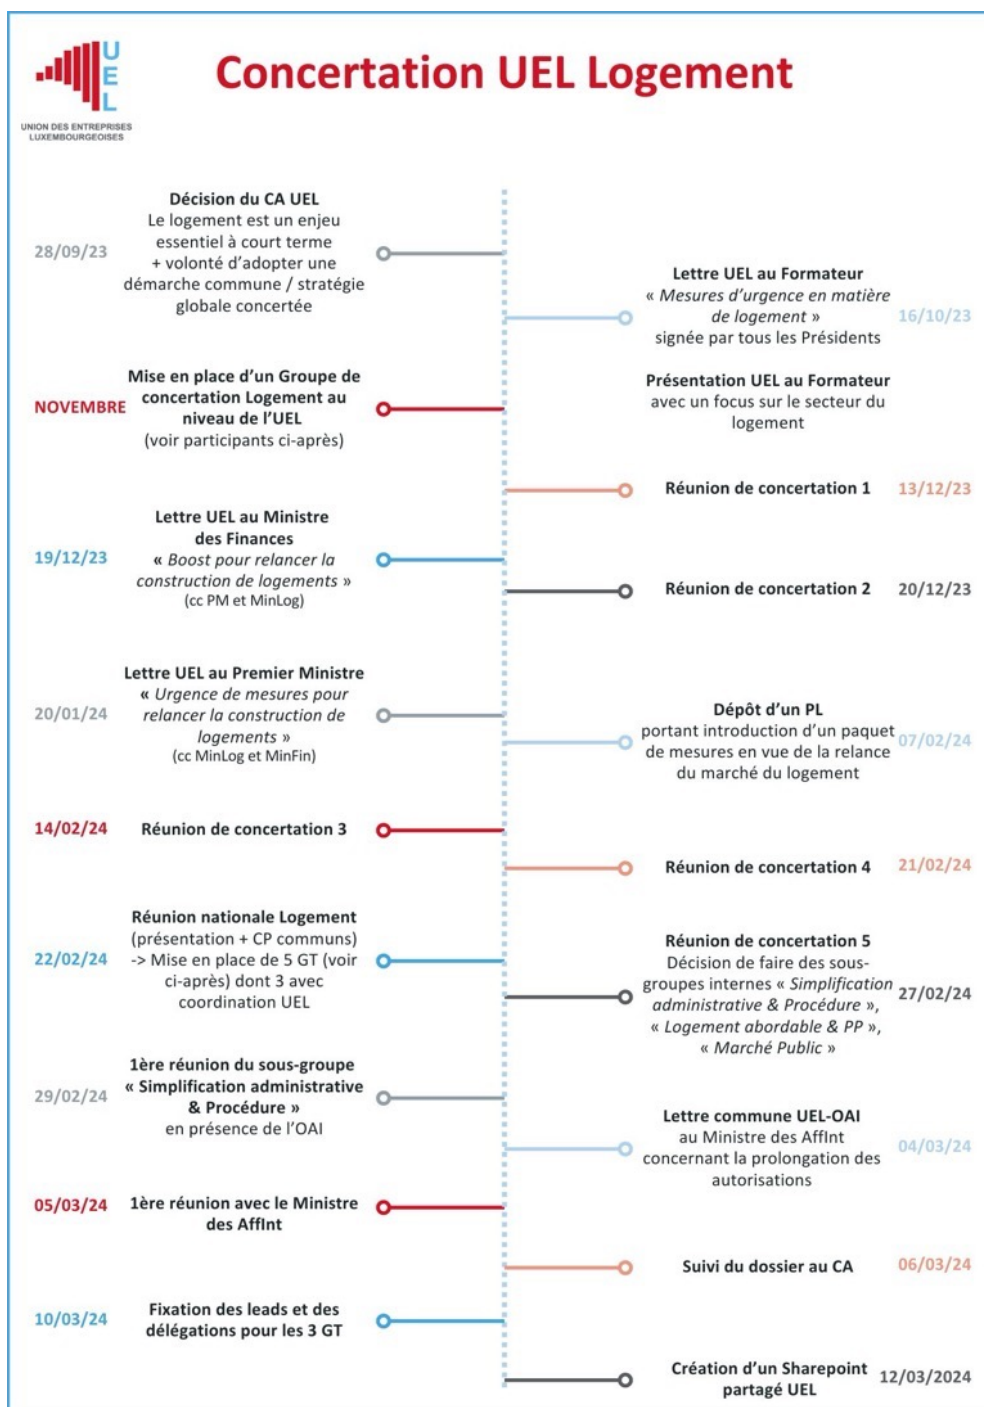 UEL
UNION DES ENTREPRISES
LUXEMBOURGEOISES
Concertation UEL Logement
28/09/23
Décision du CA UEL
Le logement est un enjeu
essentiel à court terme
+ volonté d’adopter une
démarche commune / stratégie
globale concertée
Lettre UEL au Formateur
« Mesures d’urgence en matière
de logement »
signée par tous les Présidents
16/10/23
Présentation UEL au Formateur
avec un focus sur le secteur du
logement
NOVEMBRE
Mise en place d’un Groupe de
concertation Logement au
niveau de l’UEL
(voir participants ci-après)
Réunion de concertation 1
13/12/23
19/12/23
Lettre UEL au Ministre
des Finances
« Boost pour relancer la
construction de logements »
(cc PM et MinLog)
Réunion de concertation 2
20/12/23
20/01/24
Lettre UEL au Premier Ministre
« Urgence de mesures pour
relancer la construction de
logements »
(cc MinLog et MinFin)
Dépôt d’un PL
portant introduction d’un paquet
de mesures en vue de la relance
du marché du logement
07/02/24
14/02/24
Réunion de concertation 3
Réunion de concertation 4
21/02/24
22/02/24
Réunion nationale Logement
(présentation + CP communs)
-> Mise en place de 5 GT (voir
ci-après) dont 3 avec
coordination UEL
Réunion de concertation 5
Décision de faire des sous-
groupes internes « Simplification
administrative & Procédure »,
« Logement abordable & PP »,
« Marché Public »
27/02/24
29/02/24
1ère réunion du sous-groupe
« Simplification administrative
& Procédure »
en présence de l’OAI
Lettre commune UEL-OAI
au Ministre des AffInt
concernant la prolongation des
autorisations
04/03/24
05/03/24
1ère réunion avec le Ministre
des AffInt
Suivi du dossier au CA
06/03/24
10/03/24
Fixation des leads et des
délégations pour les 3 GT
Création d’un Sharepoint
partagé UEL
12/03/2024